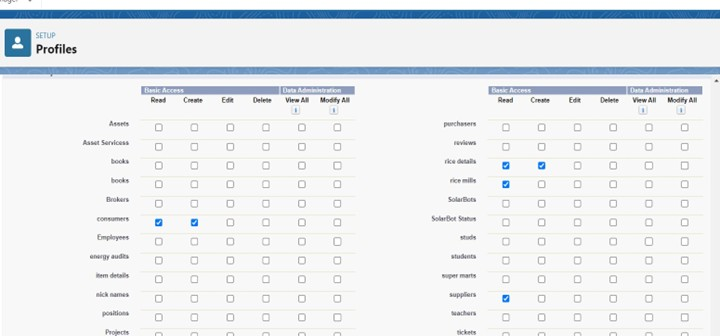 SETUP
Profiles
Basic Access Data Administration
Read Create Edit Delete View All Modify All
Assets
Asset Servicess
books
books
Brokers
consumers
Employees
energy audits
item details
nick names
positions
Projects
Basic Access Data Administration
Read Create Edit Delete View All Modify All
purchasers
reviews
rice details
rice mills
SolarBots
SolarBot Status
studs
students
super marts
suppliers
teachers
tickets